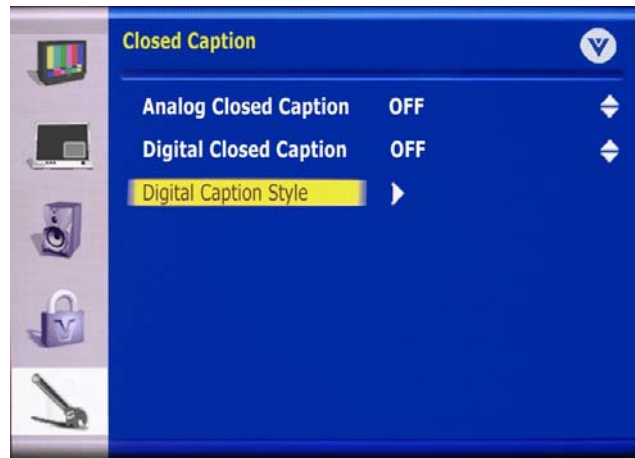 Closed Caption
V
Analog Closed Caption OFF
Digital Closed Caption OFF
Digital Caption Style
V